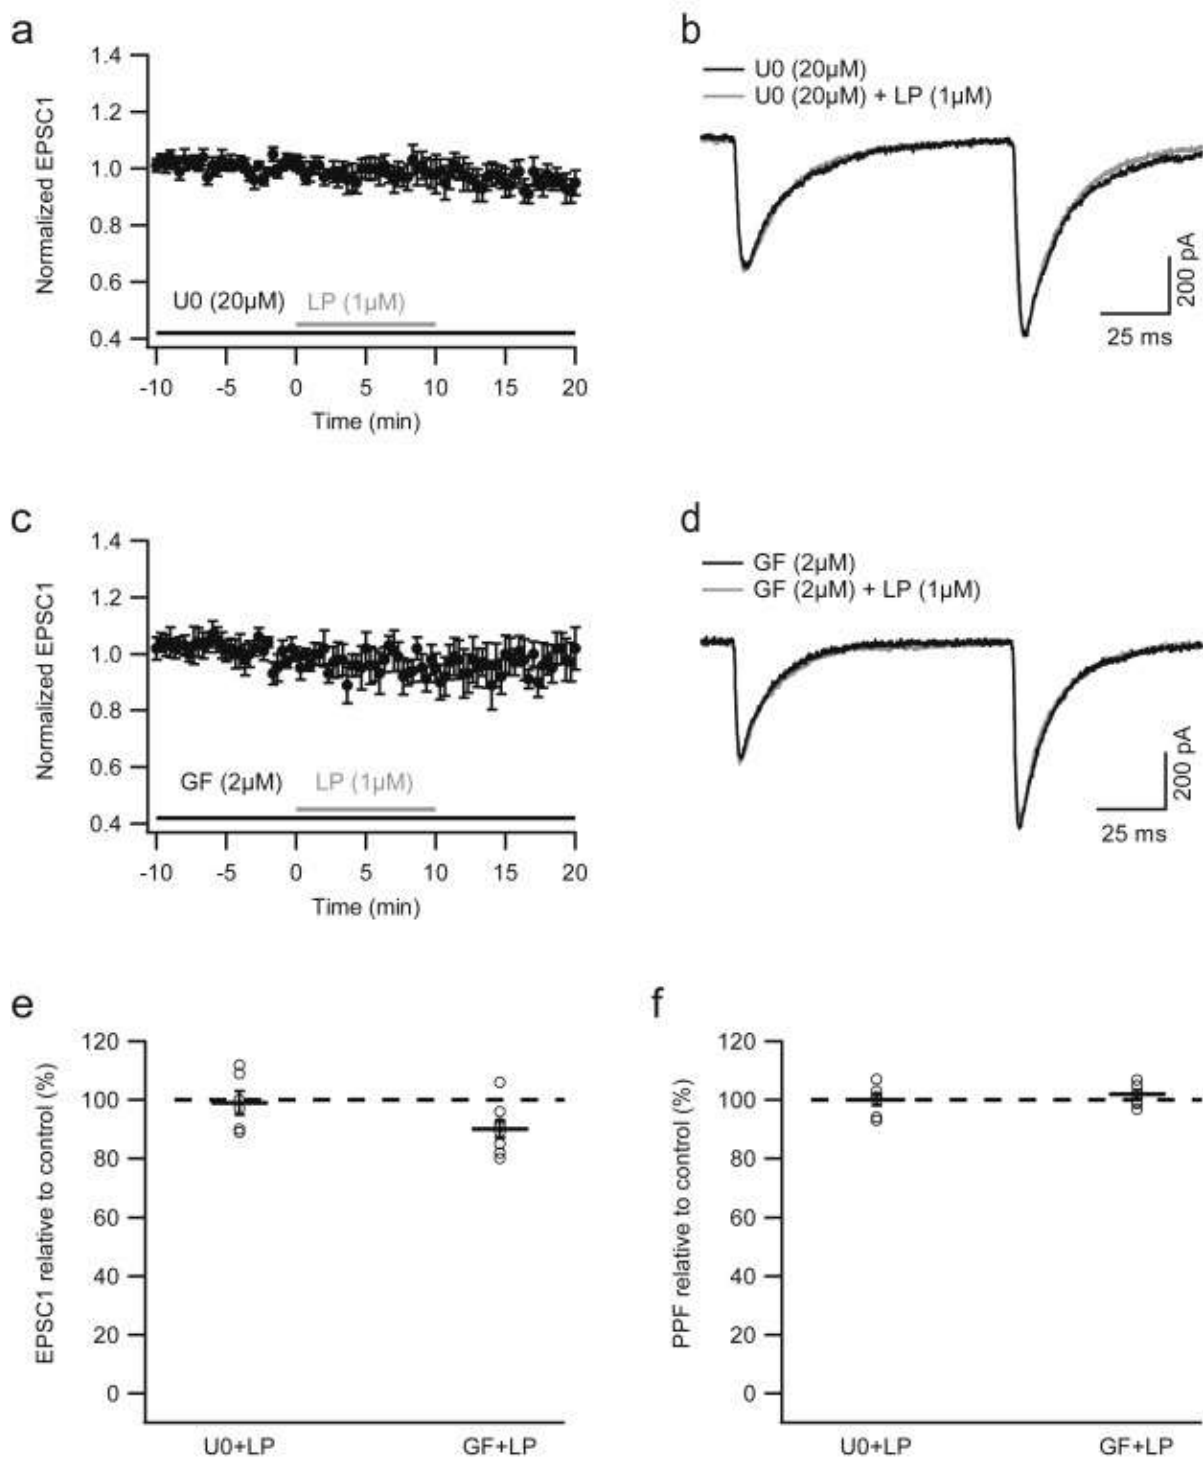 a
1.4
1.2
1.0
0.8
0.6
0.4
Normalized EPSC1
U0 (20µM) LP (1µM)
-10 -5 0 5 10 15 20
Time (min)
b
U0 (20µM)
U0 (20µM) + LP (1µM)
200 pA
25 ms
c
1.4
1.2
1.0
0.8
0.6
0.4
Normalized EPSC1
GF (2µM) LP (1µM)
-10 -5 0 5 10 15 20
Time (min)
d
GF (2µM)
GF (2µM) + LP (1µM)
200 pA
25 ms
e
120
100
80
60
40
20
0
EPSC1 relative to control (%)
U0+LP GF+LP
f
120
100
80
60
40
20
0
PPF relative to control (%)
U0+LP GF+LP